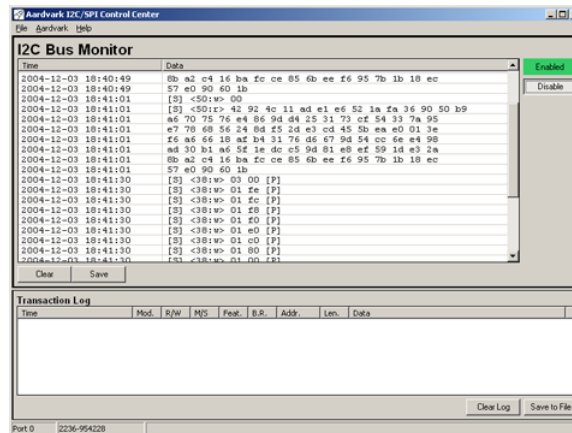 Aardvark I2C/SPI Control Center
File Aardvark Help
I2C Bus Monitor
Time Data
2004-12-03 18:40:49 8b a2 c4 16 ba fc ce 85 6b ee f6 95 7b 1b 18 ec
2004-12-03 18:40:49 57 e0 90 60 1b
2004-12-03 18:41:01 [S] <50:w> 00
2004-12-03 18:41:01 [S] <50:r> 42 92 4c 11 ad e1 e6 52 1a fa 36 90 50 b9
2004-12-03 18:41:01 a6 70 75 76 e4 86 9d d4 25 31 73 cf 54 33 7a 95
2004-12-03 18:41:01 e7 78 68 56 24 8d f5 2d e3 cd 45 5b ea e0 01 3e
2004-12-03 18:41:01 f6 a6 66 18 af b4 31 76 d6 67 9d 54 cc 6e e4 98
2004-12-03 18:41:01 ad 30 b1 a6 5f 1e dc c5 9d 81 e8 ef 59 1d e3 2a
2004-12-03 18:41:01 8b a2 c4 16 ba fc ce 85 6b ee f6 95 7b 1b 18 ec
2004-12-03 18:41:01 57 e0 90 60 1b
2004-12-03 18:41:30 [S] <38:w> 03 00 [P]
2004-12-03 18:41:30 [S] <38:w> 01 fe [P]
2004-12-03 18:41:30 [S] <38:w> 01 fc [P]
2004-12-03 18:41:30 [S] <38:w> 01 f8 [P]
2004-12-03 18:41:30 [S] <38:w> 01 f0 [P]
2004-12-03 18:41:30 [S] <38:w> 01 e0 [P]
2004-12-03 18:41:30 [S] <38:w> 01 c0 [P]
2004-12-03 18:41:30 [S] <38:w> 01 80 [P]
2004-12-03 18:41:30 [S] <38:w> 01 00 [P]
Enabled
Disable
Clear Save
Transaction Log
Time Mod. R/W M/S Feat. B.R. Addr. Len. Data
Clear Log Save to File
Port 0 2236-954228